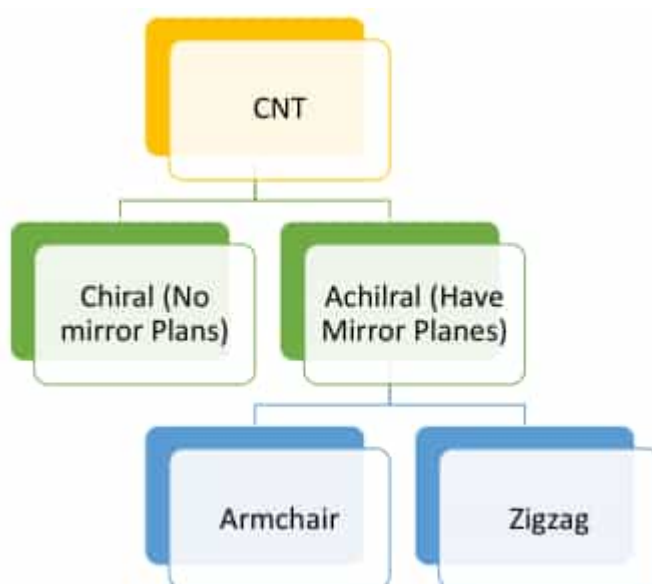 CNT
Chiral (No
mirror Plans)
Achilral (Have
Mirror Planes)
Armchair
Zigzag